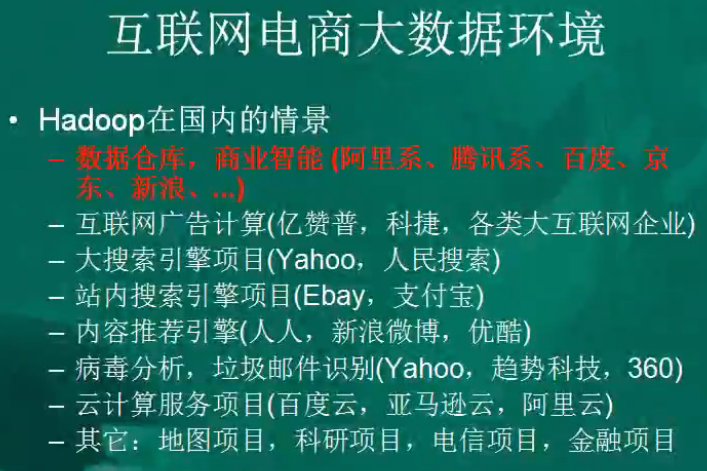 互联网电商大数据环境
• Hadoop在国内的情景
– 数据仓库，商业智能 (阿里系、腾讯系、百度、京
东、新浪、...)
– 互联网广告计算(亿赞普，科捷，各类大互联网企业)
– 大搜索引擎项目(Yahoo，人民搜索)
– 站内搜索引擎项目(Ebay，支付宝)
– 内容推荐引擎(人人，新浪微博，优酷)
– 病毒分析，垃圾邮件识别(Yahoo，趋势科技，360)
– 云计算服务项目(百度云，亚马逊云，阿里云)
– 其它：地图项目，科研项目，电信项目，金融项目